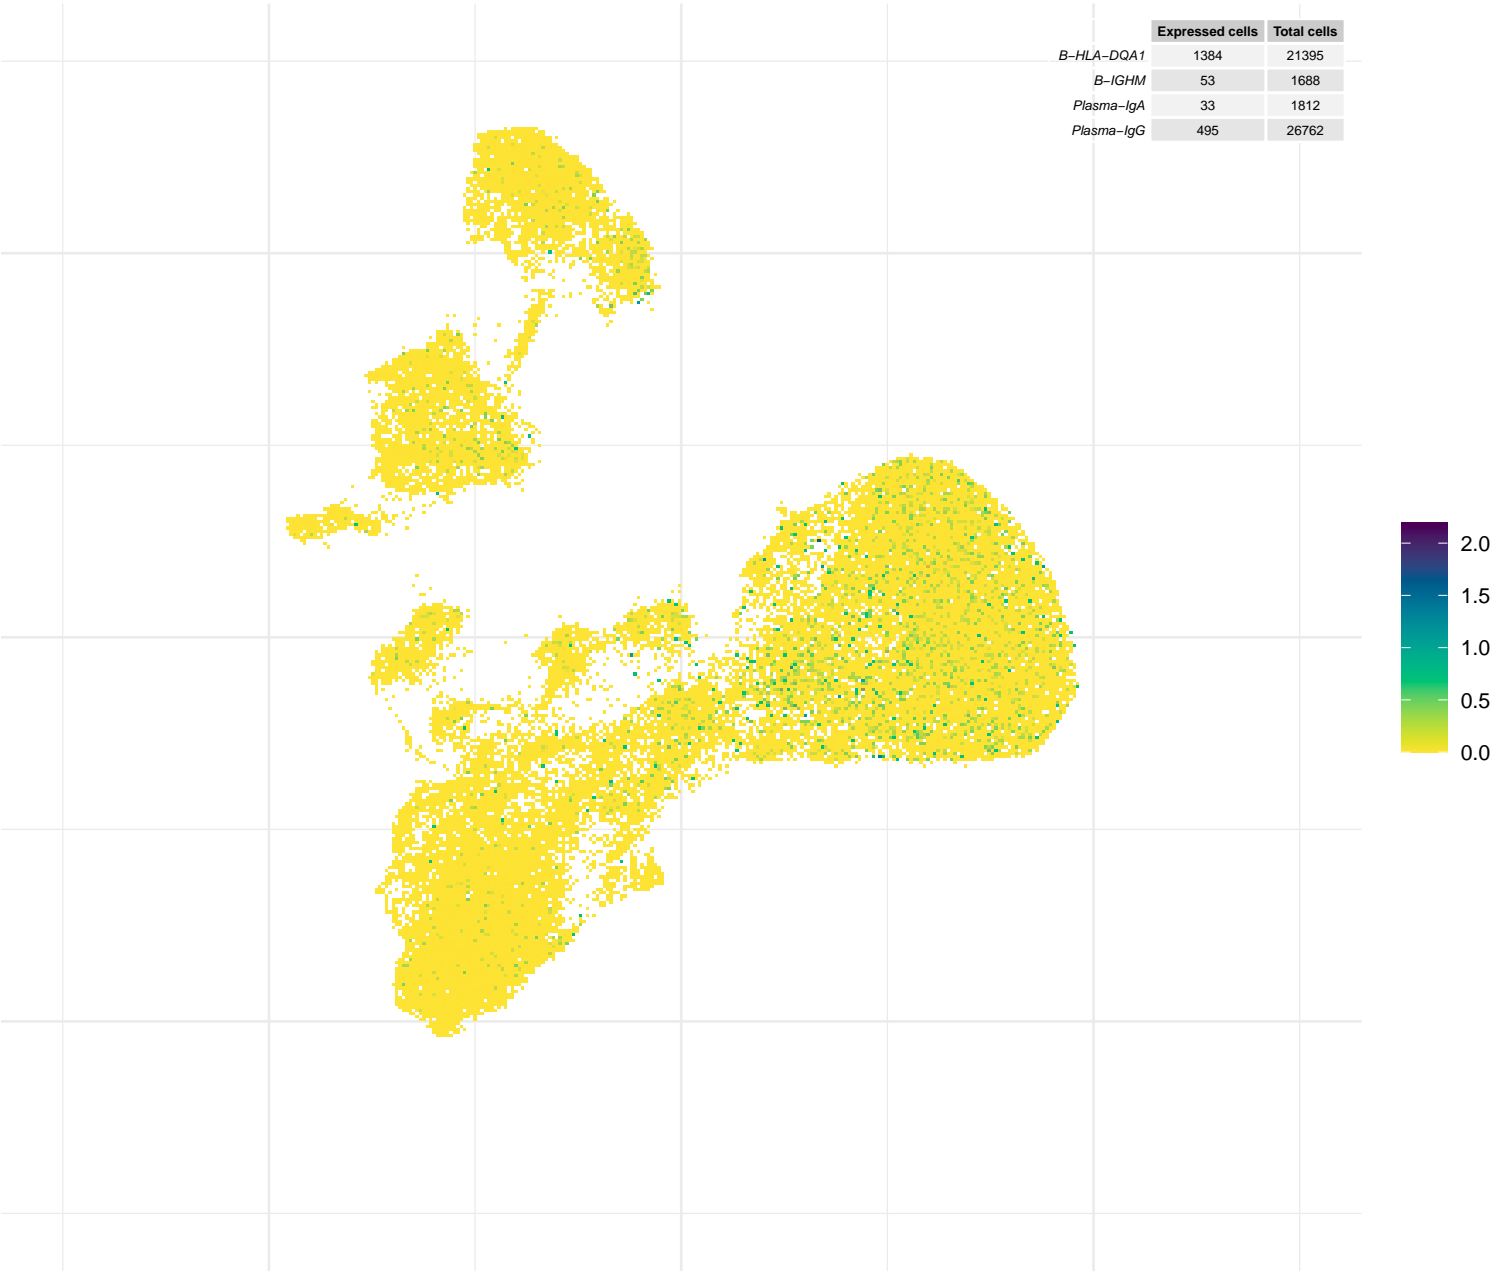 Expressed cells Total cells
B−HLA−DQA1 1384 21395
B−IGHM 53 1688
Plasma−IgA 33 1812
Plasma−IgG 495 26762
2.0
1.5
1.0
0.5
0.0